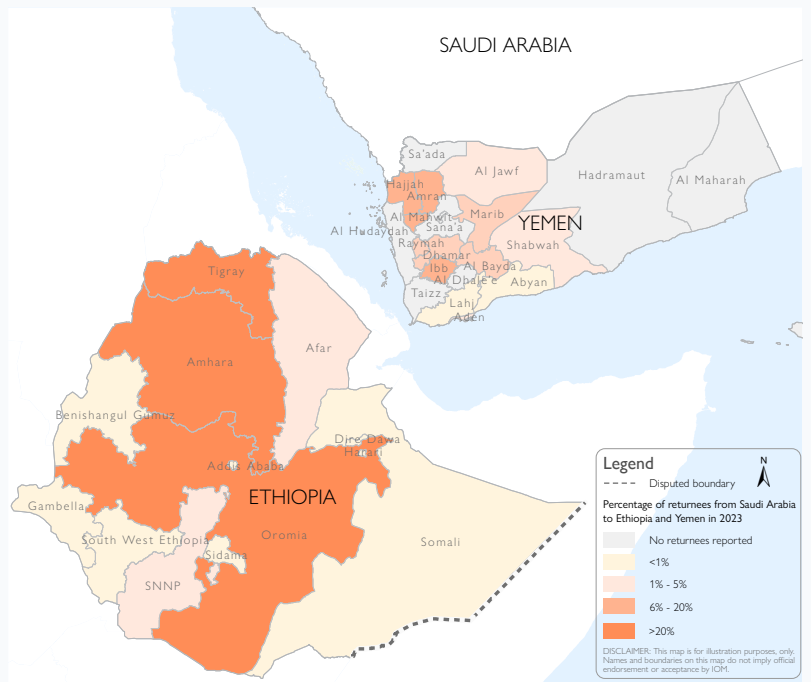 SAUDI ARABIA
Sa'ada
Al Jawf
Hadramaut
Al Maharah
Hajjah
Amran
Marib
Al Mahwit
YEMEN
Sana'a
Al Hudaydah
Raymah
Shabwah
Dhamar
Ibb
Al Bayda
Al Dhale'e
Abyan
Taizz
Lahj
Aden
Tigray
Afar
Amhara
Benishangul Gumuz
Dire Dawa
Harari
Addis Ababa
ETHIOPIA
Gambella
Oromia
South West Ethiopia
Somali
Sidama
SNNP
Legend
N
Disputed boundary
Percentage of returnees from Saudi Arabia
to Ethiopia and Yemen in 2023
No returnees reported
<1%
1% - 5%
6% - 20%
>20%
DISCLAIMER: This map is for illustration purposes, only.
Names and boundaries on this map do not imply official
endorsement or acceptance by IOM.